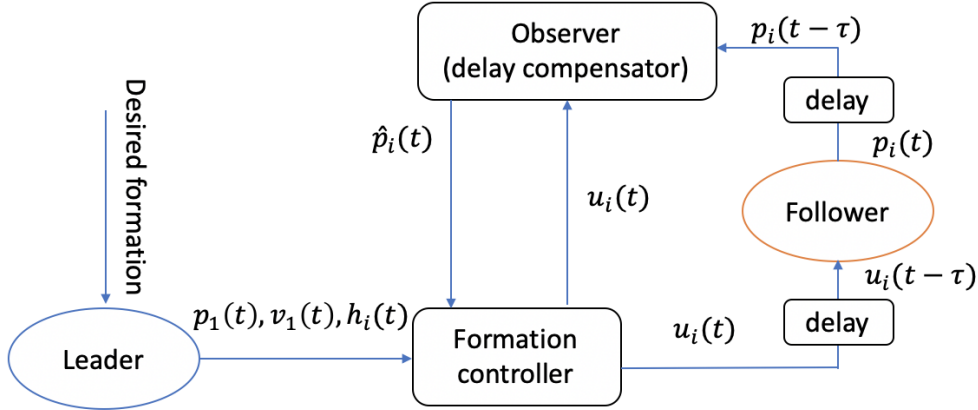 Observer
(delay compensator)
p_i(t − τ)
delay
p_i(t)
Desired formation
p̂_i(t)
u_i(t)
Follower
u_i(t − τ)
p_1(t), v_1(t), h_i(t)
delay
Leader
Formation
controller
u_i(t)